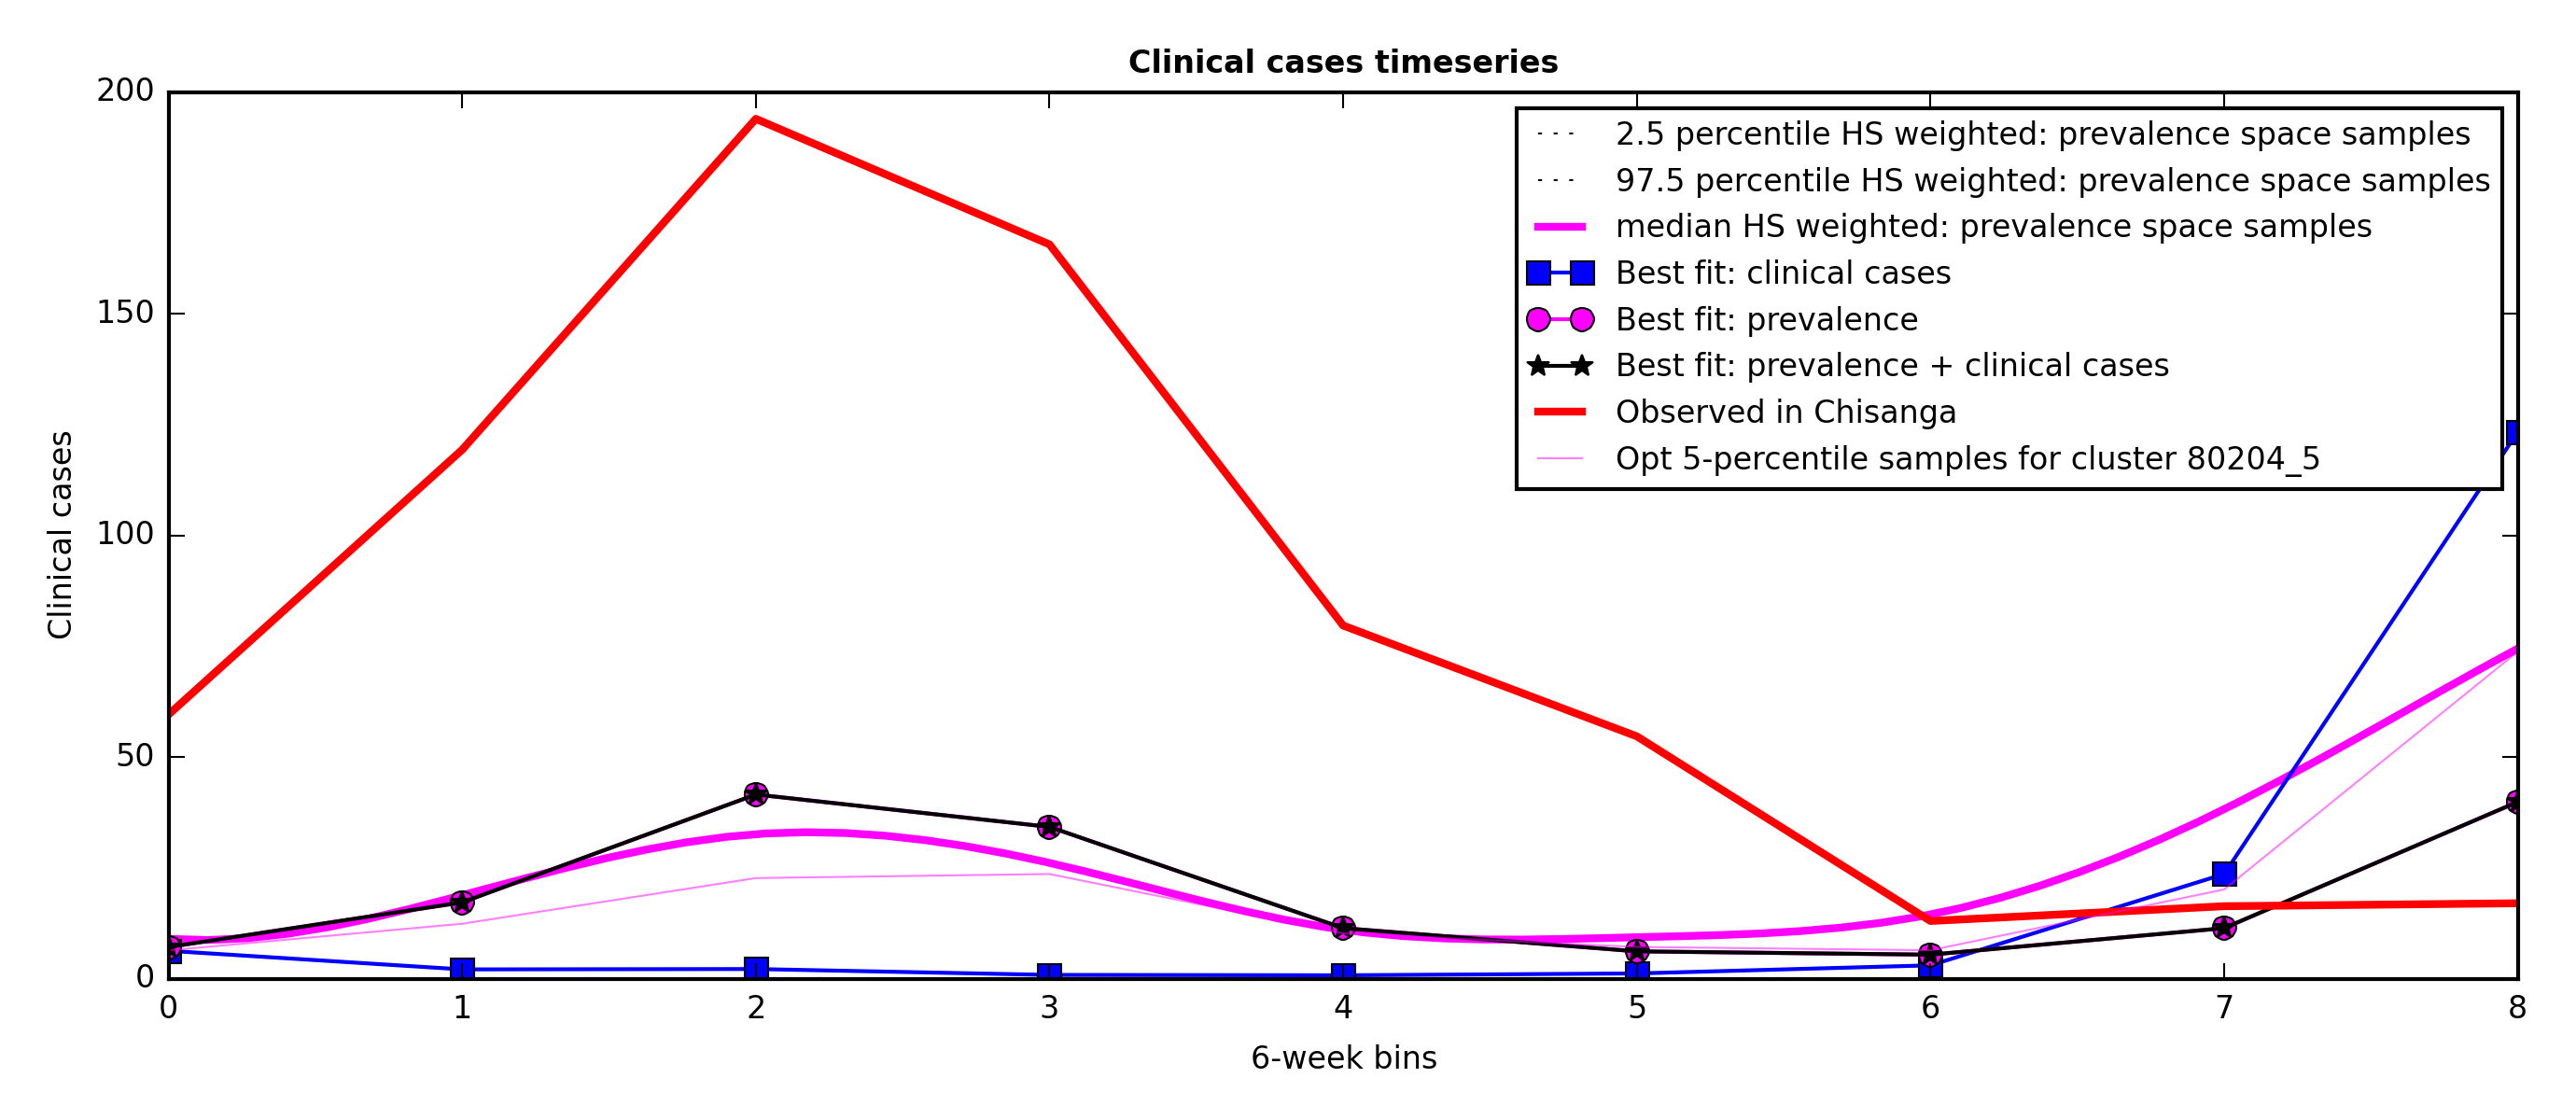 Clinical cases timeseries
200
150
100
50
0
Clinical cases
2.5 percentile HS weighted: prevalence space samples
97.5 percentile HS weighted: prevalence space samples
median HS weighted: prevalence space samples
Best fit: clinical cases
Best fit: prevalence
Best fit: prevalence + clinical cases
Observed in Chisanga
Opt 5-percentile samples for cluster 80204_5
0 1 2 3 4 5 6 7 8
6-week bins